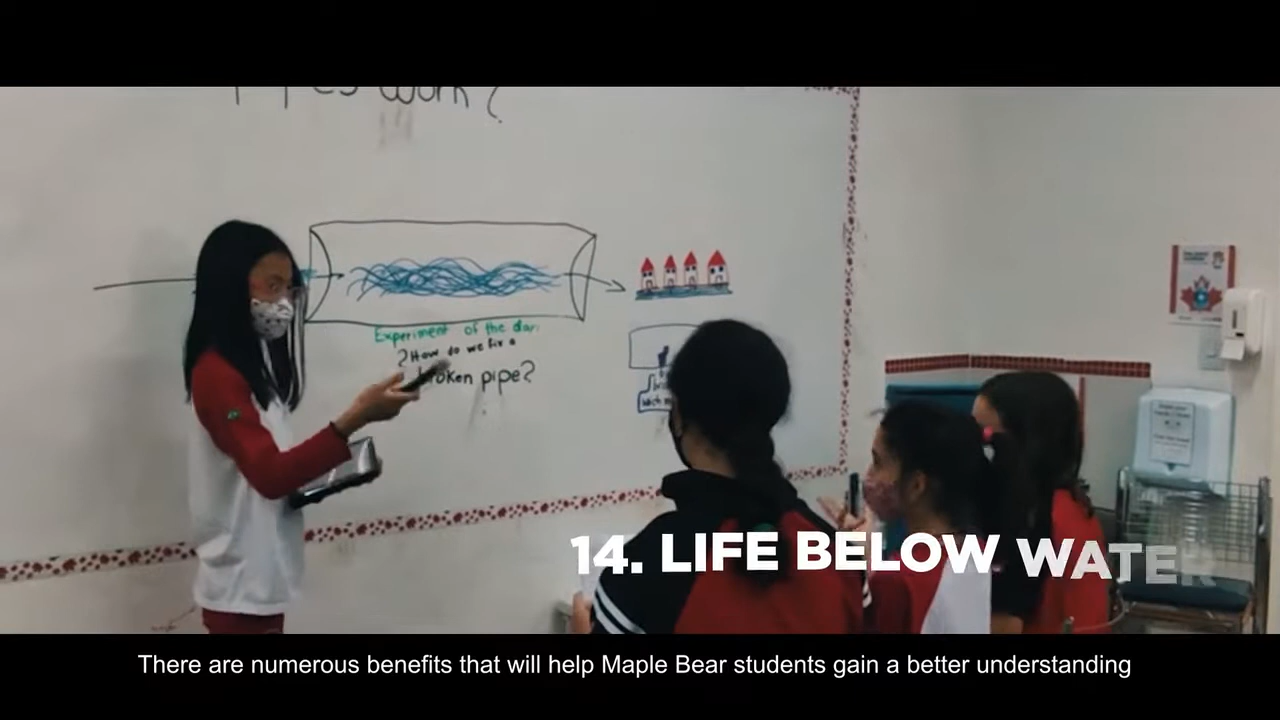 work?
Experiment of the day:
? How do we fix a
broken pipe?
14. LIFE BELOW WATER
There are numerous benefits that will help Maple Bear students gain a better understanding